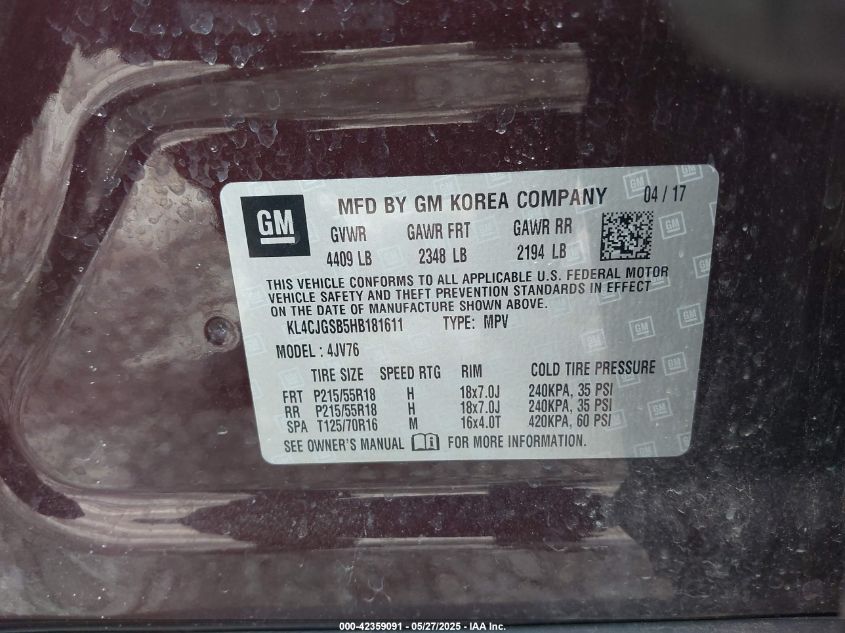 GM
MFD BY GM KOREA COMPANY 04 / 17
GVWR GAWR FRT GAWR RR
4409 LB 2348 LB 2194 LB
THIS VEHICLE CONFORMS TO ALL APPLICABLE U.S. FEDERAL MOTOR
VEHICLE SAFETY AND THEFT PREVENTION STANDARDS IN EFFECT
ON THE DATE OF MANUFACTURE SHOWN ABOVE.
KL4CJGSB5HB181611 TYPE: MPV
MODEL : 4JV76
TIRE SIZE SPEED RTG RIM COLD TIRE PRESSURE
FRT P215/55R18 H 18x7.0J 240KPA, 35 PSI
RR P215/55R18 H 18x7.0J 240KPA, 35 PSI
SPA T125/70R16 M 16x4.0T 420KPA, 60 PSI
SEE OWNER'S MANUAL FOR MORE INFORMATION.
000-42359091 — 05/27/2025 — IAA Inc.